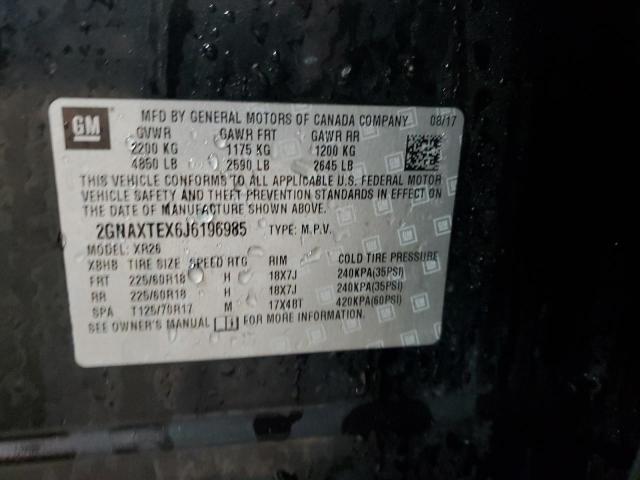 GM
MFD BY GENERAL MOTORS OF CANADA COMPANY 08/17
GVWR GAWR FRT GAWR RR
2200 KG 1175 KG 1200 KG
4850 LB 2590 LB 2645 LB
THIS VEHICLE CONFORMS TO ALL APPLICABLE U.S. FEDERAL MOTOR
VEHICLE SAFETY AND THEFT PREVENTION STANDARDS IN EFFECT ON
THE DATE OF MANUFACTURE SHOWN ABOVE.
2GNAXTEX6J6196985 TYPE: M.P.V.
MODEL: XR26
XBHB TIRE SIZE SPEED RTG RIM COLD TIRE PRESSURE
FRT 225/60R18 H 18X7J 240KPA(35PSI)
RR 225/60R18 H 18X7J 240KPA(35PSI)
SPA T125/70R17 M 17X4BT 420KPA(60PSI)
SEE OWNER'S MANUAL FOR MORE INFORMATION.